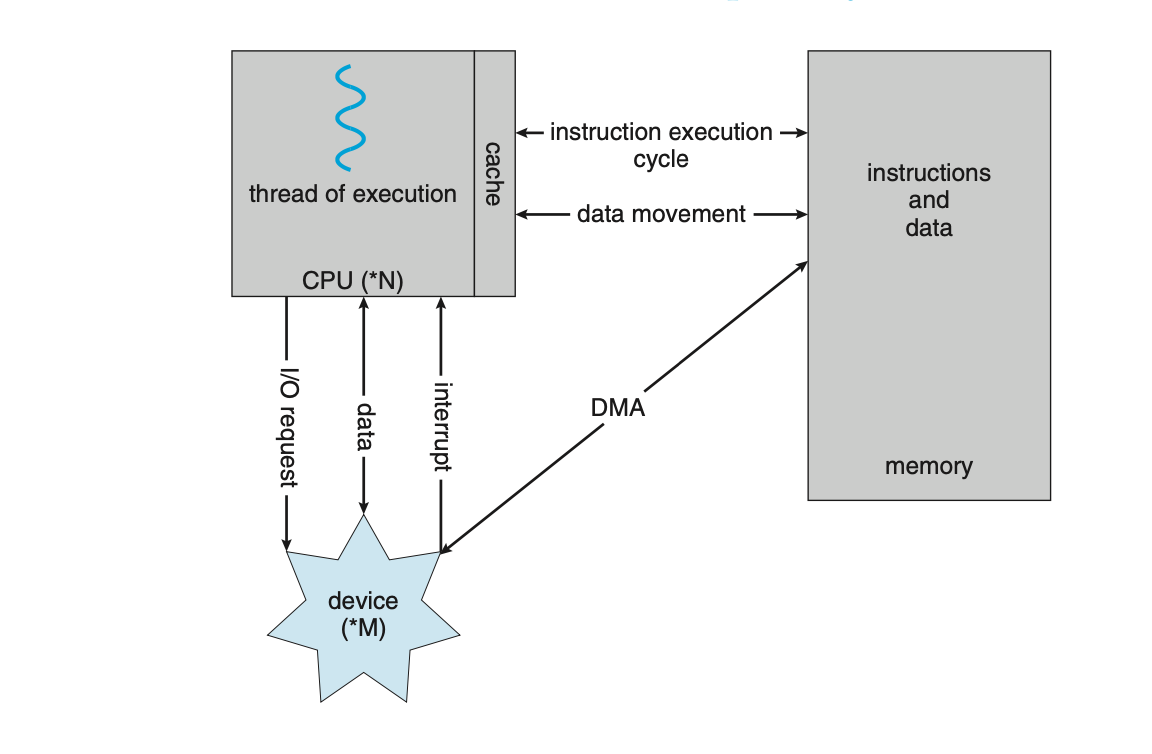 thread of execution
cache
CPU (*N)
instruction execution
cycle
data movement
instructions
and
data
memory
I/O request
data
interrupt
DMA
device
(*M)